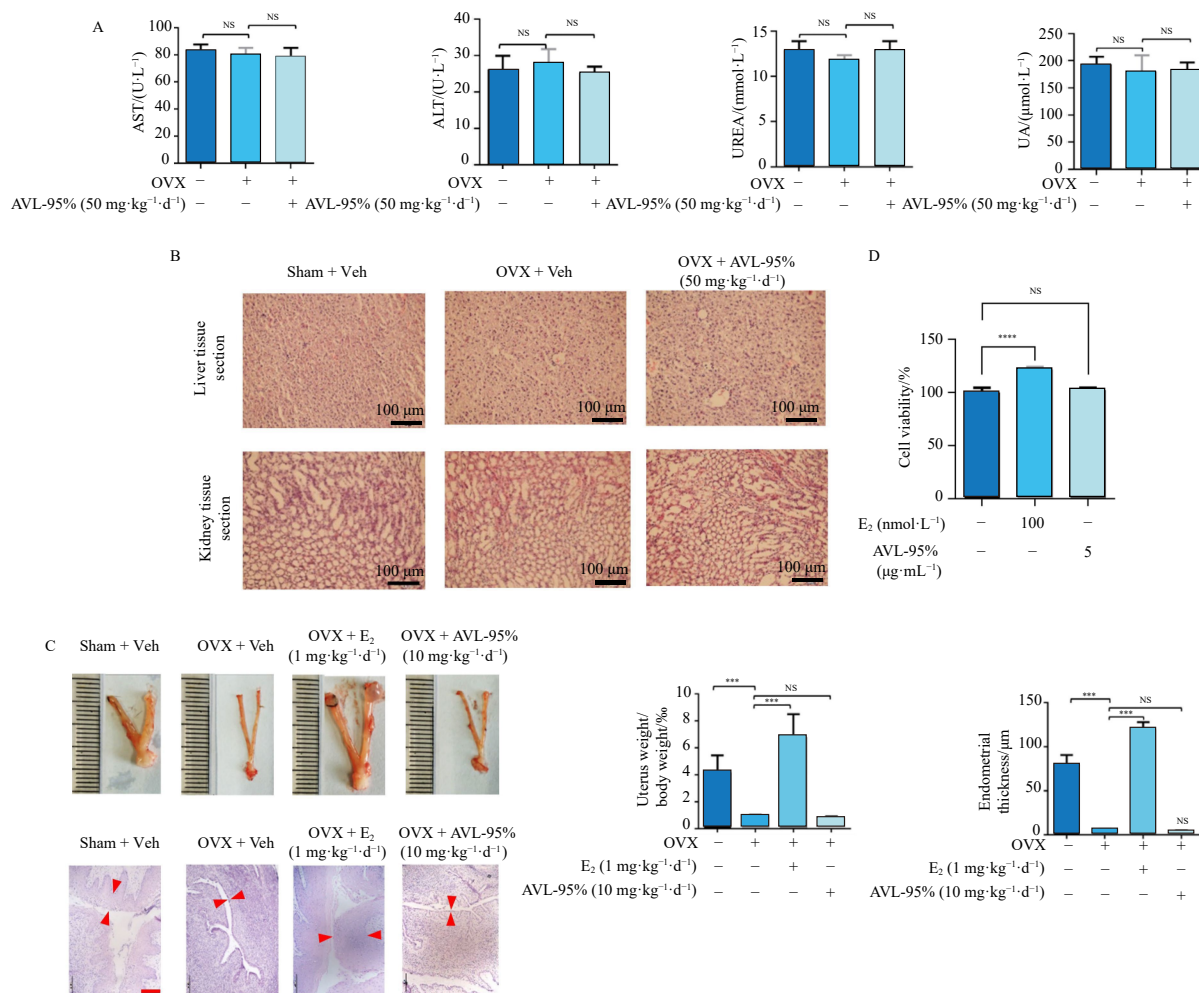 A
AST/(U·L⁻¹)
100
80
60
40
20
0
NS
NS
OVX
– + +
AVL-95% (50 mg·kg⁻¹·d⁻¹)
– – +
ALT/(U·L⁻¹)
40
30
20
10
0
NS
NS
OVX
– + +
AVL-95% (50 mg·kg⁻¹·d⁻¹)
– – +
UREA/(mmol·L⁻¹)
15
10
5
0
NS
NS
OVX
– + +
AVL-95% (50 mg·kg⁻¹·d⁻¹)
– – +
UA/(μmol·L⁻¹)
200
150
100
50
0
NS
NS
OVX
– + +
AVL-95% (50 mg·kg⁻¹·d⁻¹)
– – +
B
Sham + Veh
OVX + Veh
OVX + AVL-95%
(50 mg·kg⁻¹·d⁻¹)
Liver tissue
section
100 μm
100 μm
100 μm
Kidney tissue
section
100 μm
100 μm
100 μm
D
Cell viability/%
150
100
50
0
NS
****
E₂ (nmol·L⁻¹)
– 100 –
AVL-95%
(μg·mL⁻¹)
– – 5
C
Sham + Veh
OVX + Veh
OVX + E₂
(1 mg·kg⁻¹·d⁻¹)
OVX + AVL-95%
(10 mg·kg⁻¹·d⁻¹)
Sham + Veh
OVX + Veh
OVX + E₂
(1 mg·kg⁻¹·d⁻¹)
OVX + AVL-95%
(10 mg·kg⁻¹·d⁻¹)
Uterus weight/
body weight/‰
10
8
6
4
2
0
***
***
NS
OVX
– + + +
E₂ (1 mg·kg⁻¹·d⁻¹)
– – + –
AVL-95% (10 mg·kg⁻¹·d⁻¹)
– – – +
Endometrial
thickness/μm
150
100
50
0
***
***
NS
NS
OVX
– + + +
E₂ (1 mg·kg⁻¹·d⁻¹)
– – + –
AVL-95% (10 mg·kg⁻¹·d⁻¹)
– – – +